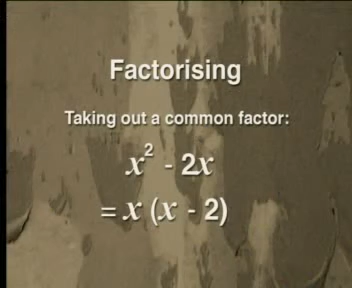 Factorising
Taking out a common factor:
x² - 2x
= x (x - 2)